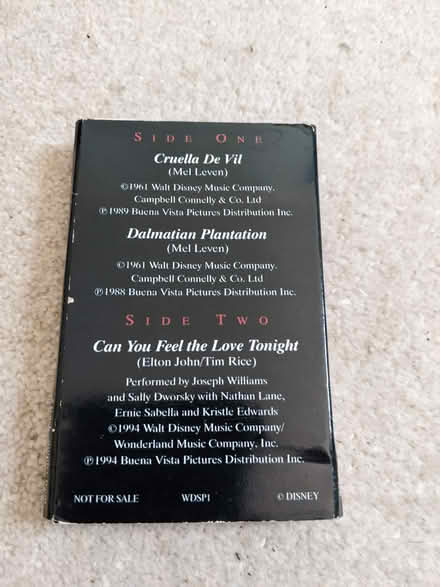 SIDE ONE
Cruella De Vil
(Mel Leven)
©1961 Walt Disney Music Company.
Campbell Connelly & Co. Ltd
℗1989 Buena Vista Pictures Distribution Inc.
Dalmatian Plantation
(Mel Leven)
©1961 Walt Disney Music Company.
Campbell Connelly & Co. Ltd
℗1988 Buena Vista Pictures Distribution Inc.
SIDE TWO
Can You Feel the Love Tonight
(Elton John/Tim Rice)
Performed by Joseph Williams
and Sally Dworsky with Nathan Lane,
Ernie Sabella and Kristle Edwards
©1994 Walt Disney Music Company/
Wonderland Music Company, Inc.
℗1994 Buena Vista Pictures Distribution Inc.
NOT FOR SALE WDSP1 © DISNEY